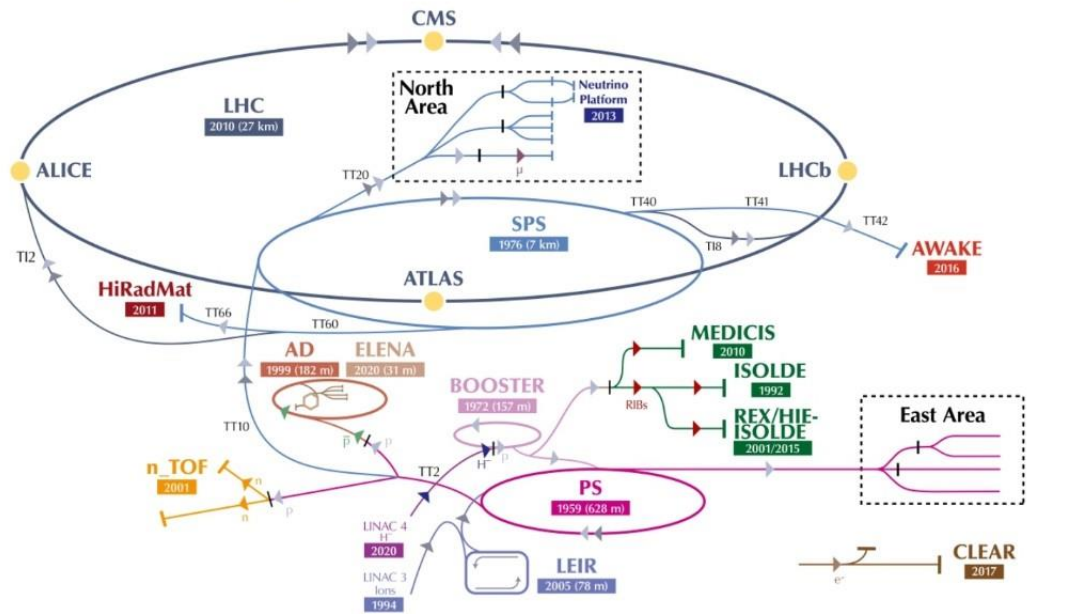 CMS
North
Area
Neutrino
Platform
2013
LHC
2010 (27 km)
ALICE
LHCb
μ
TT20
TT40
TT41
TT42
SPS
1976 (7 km)
TI8
AWAKE
2016
TI2
ATLAS
HiRadMat
2011
TT66
TT60
MEDICIS
2010
AD
1999 (182 m)
ELENA
2020 (31 m)
ISOLDE
1992
BOOSTER
1972 (157 m)
RIBs
REX/HIE-
ISOLDE
2001/2015
East Area
TT10
p̅
p
H⁻
p
TT2
n_TOF
2001
n
n
p
PS
1959 (628 m)
LINAC 4
H⁻
2020
LEIR
2005 (78 m)
LINAC 3
Ions
1994
CLEAR
2017
e⁻